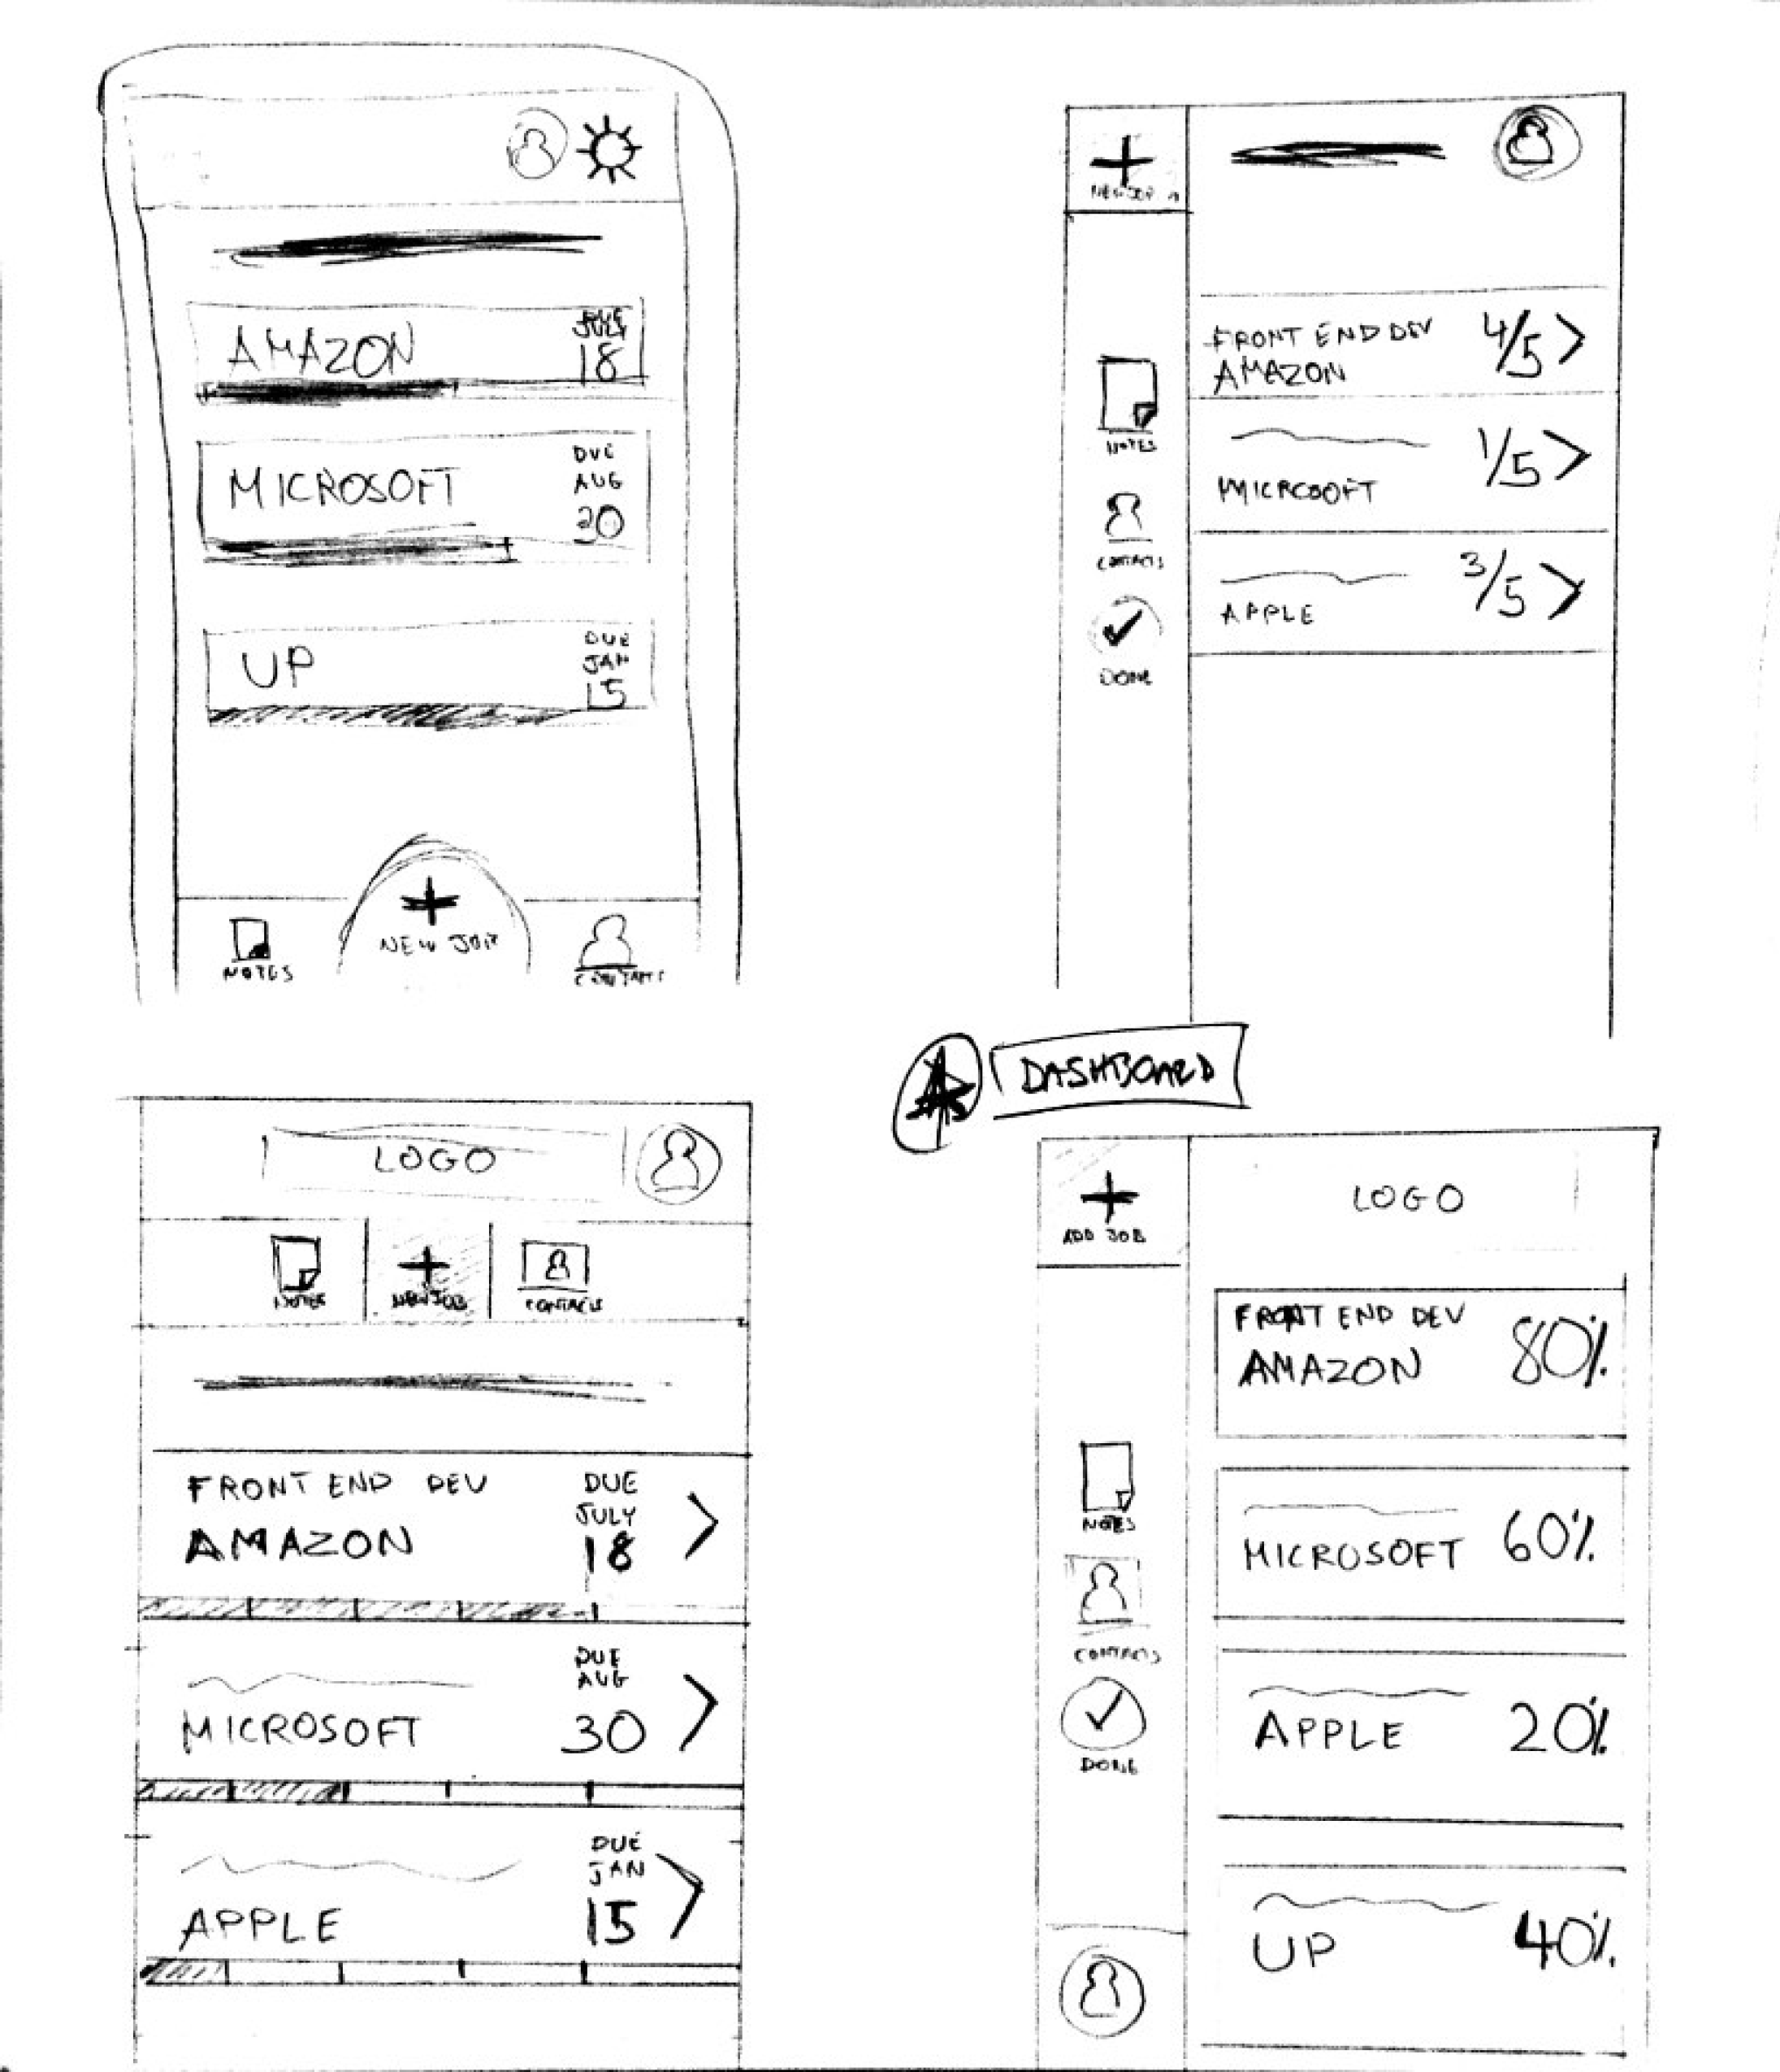 AMAZON
DUE
JULY
18
MICROSOFT
DUE
AUG
30
UP
DUE
JAN
15
NOTES
+
NEW JOB
CONTACTS
+
NEW JOB
NOTES
CONTACTS
DONE
FRONT END DEV
AMAZON
4/5 >
MICROSOFT
1/5 >
APPLE
3/5 >
DASHBOARD
LOGO
NOTES
+
NEW JOB
CONTACTS
FRONT END DEV
AMAZON
DUE
JULY
18
>
MICROSOFT
DUE
AUG
30
>
APPLE
DUE
JAN
15
>
+
ADD JOB
NOTES
CONTACTS
DONE
LOGO
FRONT END DEV
AMAZON
80%
MICROSOFT 60%
APPLE 20%
UP 40%